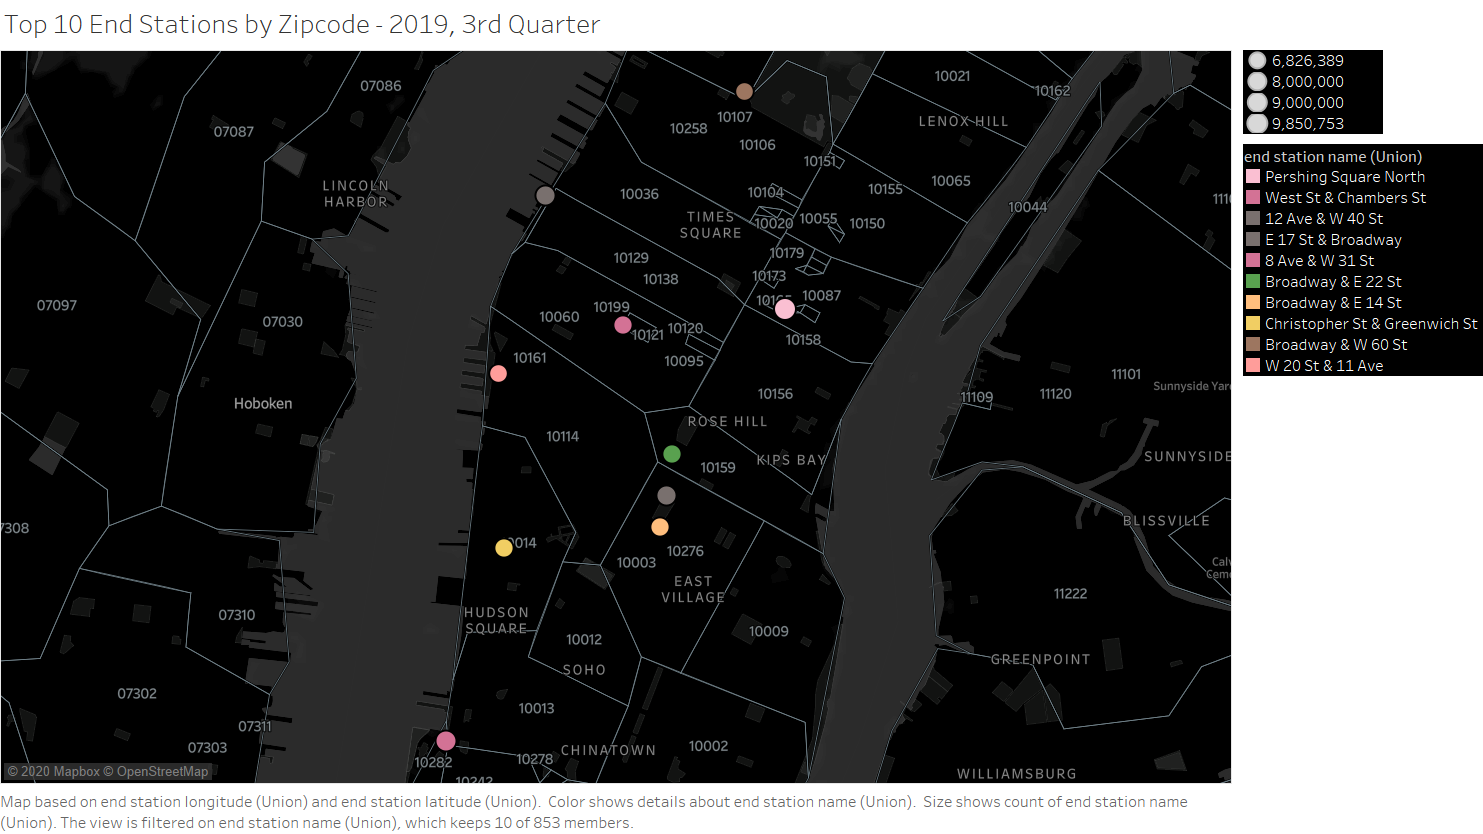 Top 10 End Stations by Zipcode - 2019, 3rd Quarter
6,826,389
8,000,000
9,000,000
9,850,753
end station name (Union)
Pershing Square North
West St & Chambers St
12 Ave & W 40 St
E 17 St & Broadway
8 Ave & W 31 St
Broadway & E 22 St
Broadway & E 14 St
Christopher St & Greenwich St
Broadway & W 60 St
W 20 St & 11 Ave
07086
10021
10162
07087
10107
10258
LENOX HILL
10106
10151
LINCOLN
HARBOR
10036
10104
10155
10065
10044
TIMES
SQUARE
10020
10055
10150
10129
10179
10138
10173
07097
10199
10087
07030
10060
10121
10120
10158
10161
10095
11101
Sunnyside
10156
11120
11109
Hoboken
ROSE HILL
10114
10159
KIPS BAY
SUNNYSIDE
BLISSVILLE
10003
10276
EAST
VILLAGE
11222
07310
HUDSON
SQUARE
10012
10009
SOHO
GREENPOINT
07302
10013
07311
07303
CHINATOWN
10002
10282
10278
WILLIAMSBURG
© 2020 Mapbox © OpenStreetMap
Map based on end station longitude (Union) and end station latitude (Union).  Color shows details about end station name (Union).  Size shows count of end station name
(Union). The view is filtered on end station name (Union), which keeps 10 of 853 members.